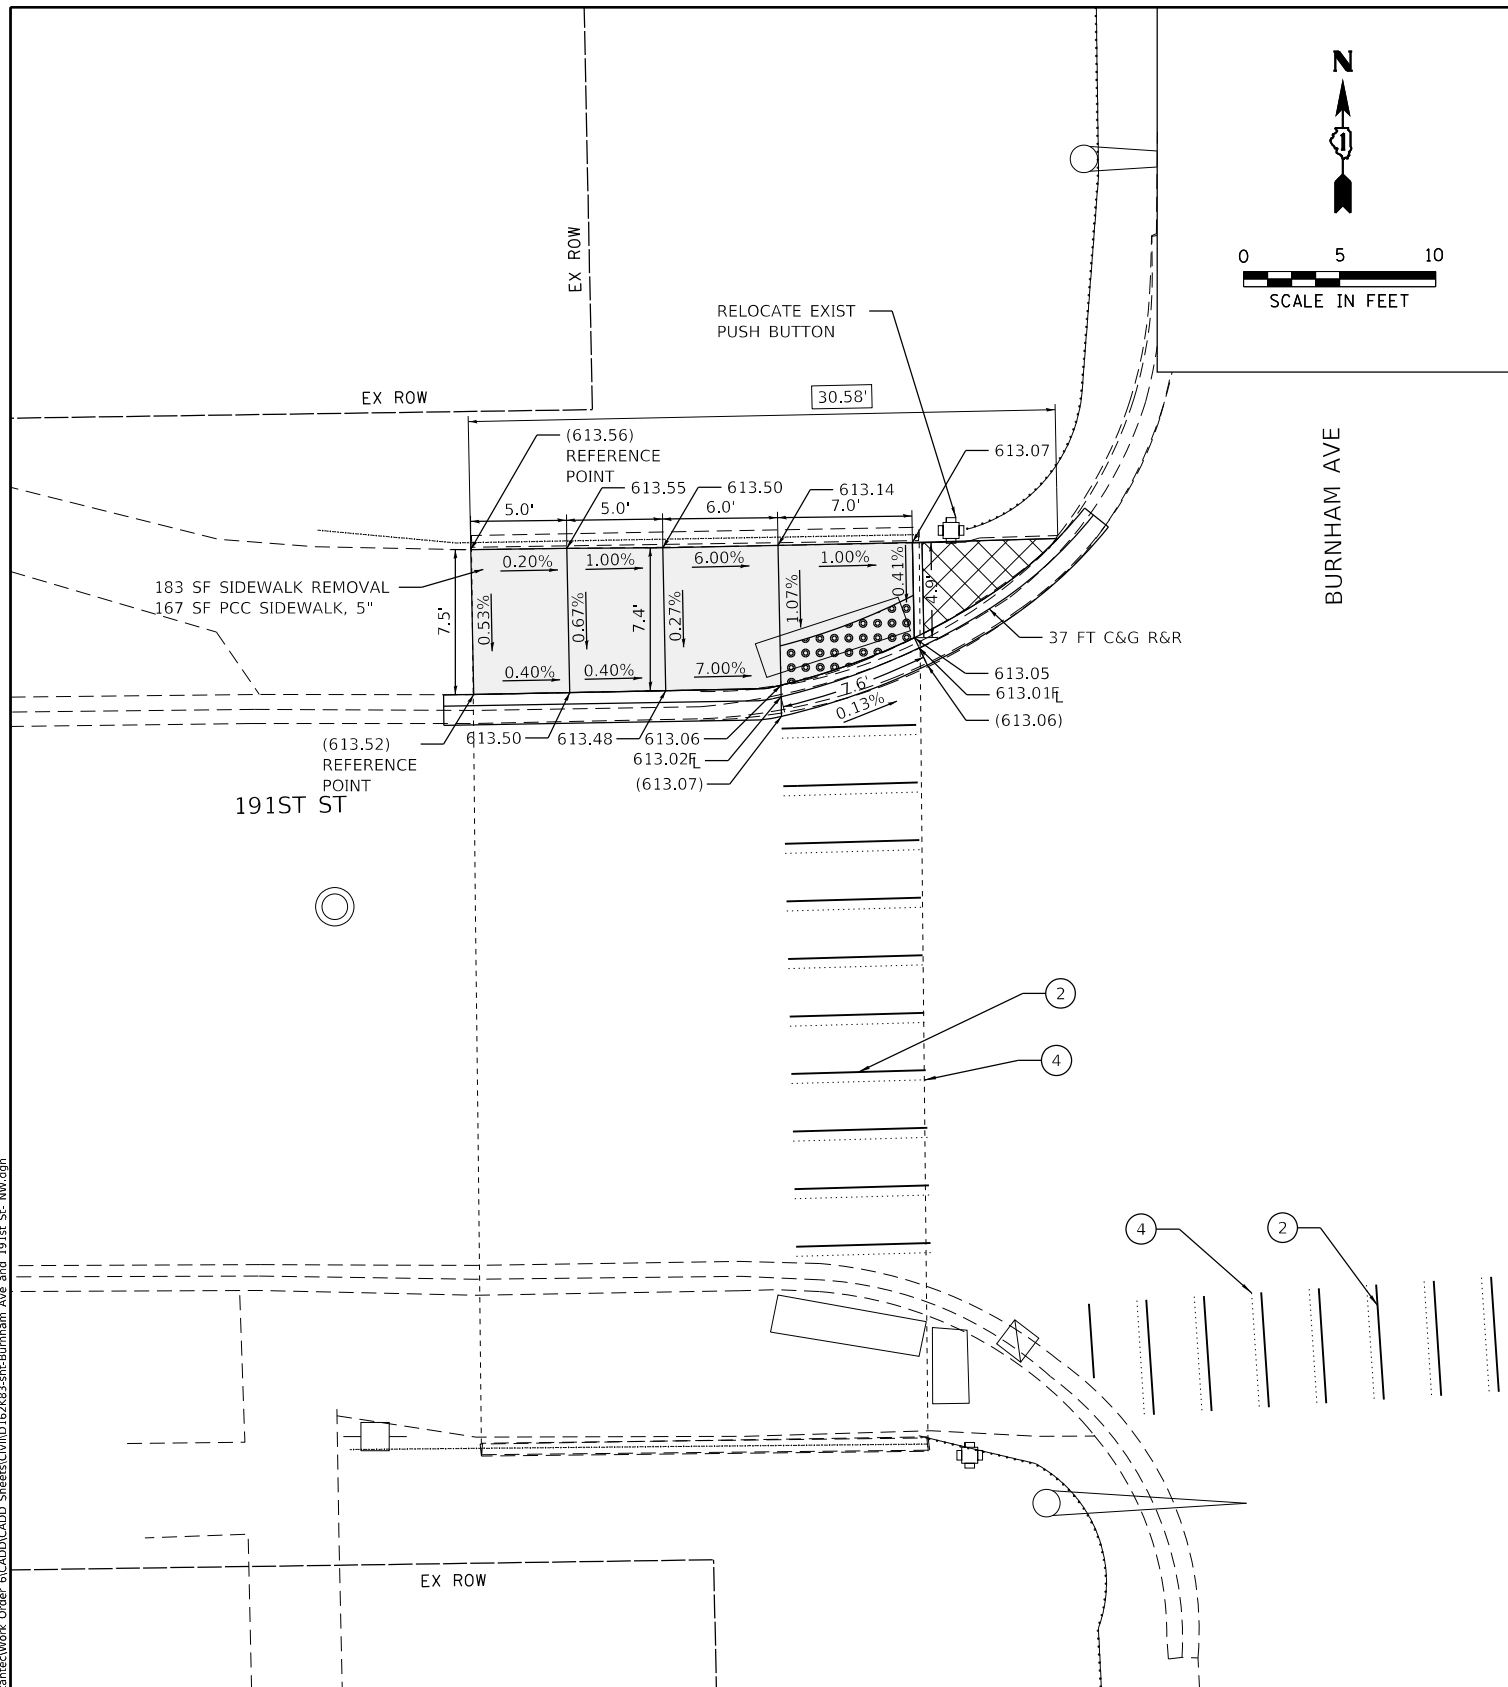 N
1
0 5 10
SCALE IN FEET
EX ROW
EX ROW
RELOCATE EXIST
PUSH BUTTON
BURNHAM AVE
30.58'
(613.56)
REFERENCE
POINT
613.07
613.55
613.50
613.14
5.0'
5.0'
6.0'
7.0'
0.20%
1.00%
6.00%
1.00%
0.41%
4.9'
183 SF SIDEWALK REMOVAL
167 SF PCC SIDEWALK, 5"
7.5'
0.53%
0.67%
7.4'
0.27%
1.07%
37 FT C&G R&R
0.40%
0.40%
7.00%
7.6'
0.13%
613.05
613.01FL
(613.06)
(613.52)
REFERENCE
POINT
613.50
613.48
613.06
613.02FL
(613.07)
191ST ST
2
4
4
2
EX ROW